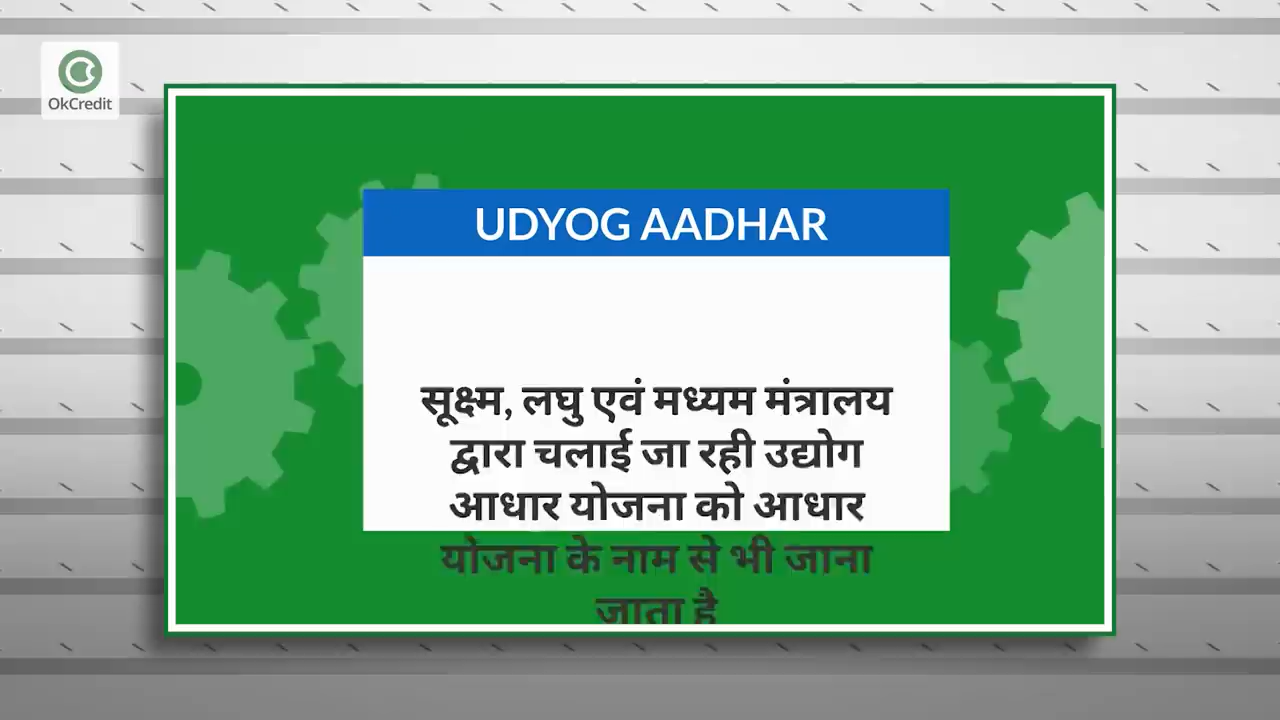 OkCredit
UDYOG AADHAR
सूक्ष्म, लघु एवं मध्यम मंत्रालय
द्वारा चलाई जा रही उद्योग
आधार योजना को आधार
योजना के नाम से भी जाना
जाता है